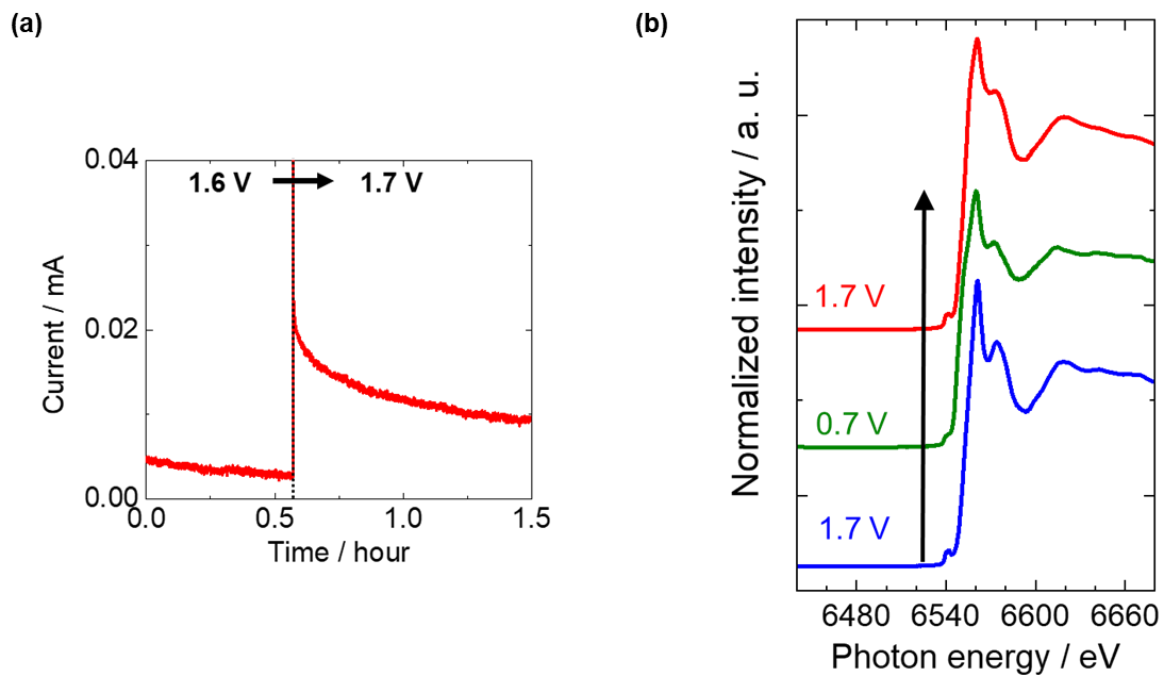 (a)
1.6 V
1.7 V
0.04
0.02
0.00
Current / mA
0.0
0.5
1.0
1.5
Time / hour
(b)
Normalized intensity / a. u.
1.7 V
0.7 V
1.7 V
6480
6540
6600
6660
Photon energy / eV